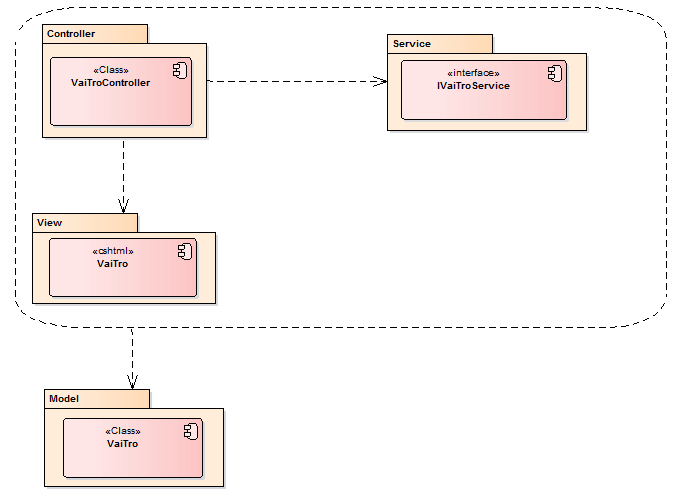 Controller
«Class»
VaiTroController
Service
«interface»
IVaiTroService
View
«cshtml»
VaiTro
Model
«Class»
VaiTro